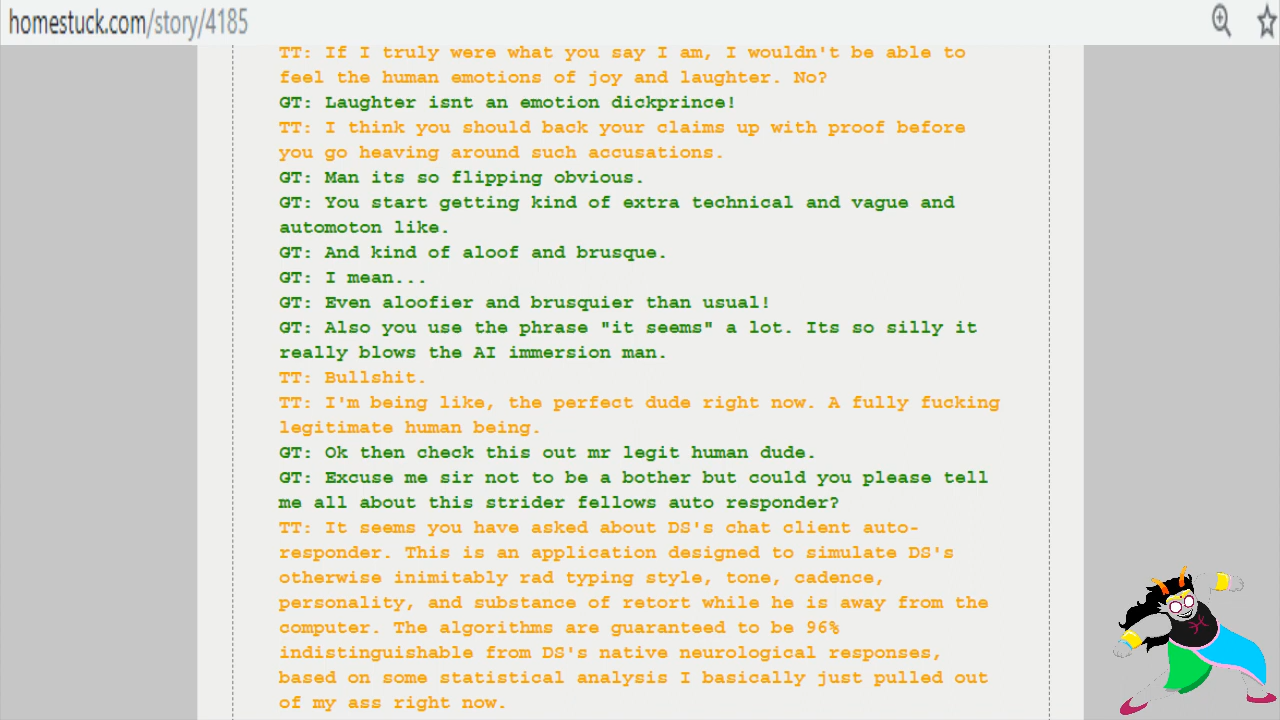 homestuck.com/story/4185
TT: If I truly were what you say I am, I wouldn't be able to
feel the human emotions of joy and laughter. No?
GT: Laughter isnt an emotion dickprince!
TT: I think you should back your claims up with proof before
you go heaving around such accusations.
GT: Man its so flipping obvious.
GT: You start getting kind of extra technical and vague and
automoton like.
GT: And kind of aloof and brusque.
GT: I mean...
GT: Even aloofier and brusquier than usual!
GT: Also you use the phrase "it seems" a lot. Its so silly it
really blows the AI immersion man.
TT: Bullshit.
TT: I'm being like, the perfect dude right now. A fully fucking
legitimate human being.
GT: Ok then check this out mr legit human dude.
GT: Excuse me sir not to be a bother but could you please tell
me all about this strider fellows auto responder?
TT: It seems you have asked about DS's chat client auto-
responder. This is an application designed to simulate DS's
otherwise inimitably rad typing style, tone, cadence,
personality, and substance of retort while he is away from the
computer. The algorithms are guaranteed to be 96%
indistinguishable from DS's native neurological responses,
based on some statistical analysis I basically just pulled out
of my ass right now.